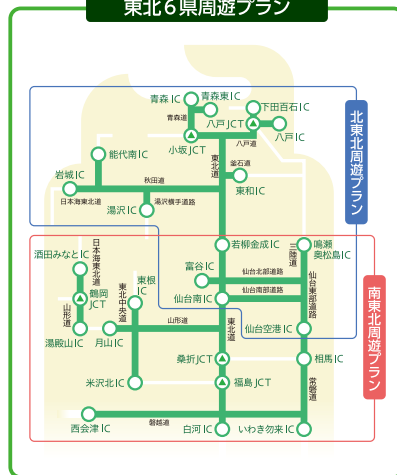 東北6県周遊プラン
青森IC
青森東IC
下田百石IC
青森道
八戸JCT
八戸IC
小坂JCT
八戸道
能代南IC
東北道
釜石道
岩城IC
秋田道
東和IC
日本海東北道
湯沢横手道路
湯沢IC
北東北周遊プラン
若柳金成IC
三陸道
鳴瀬
奥松島IC
酒田みなとIC
日本海東北道
富谷IC
仙台北部道路
鶴岡
JCT
東北中央道
東根
IC
仙台南部道路
仙台南IC
仙台東部道路
山形道
湯殿山IC
月山IC
山形道
東北道
仙台空港IC
南東北周遊プラン
桑折JCT
相馬IC
米沢北IC
福島JCT
常磐道
西会津IC
磐越道
白河IC
いわき勿来IC